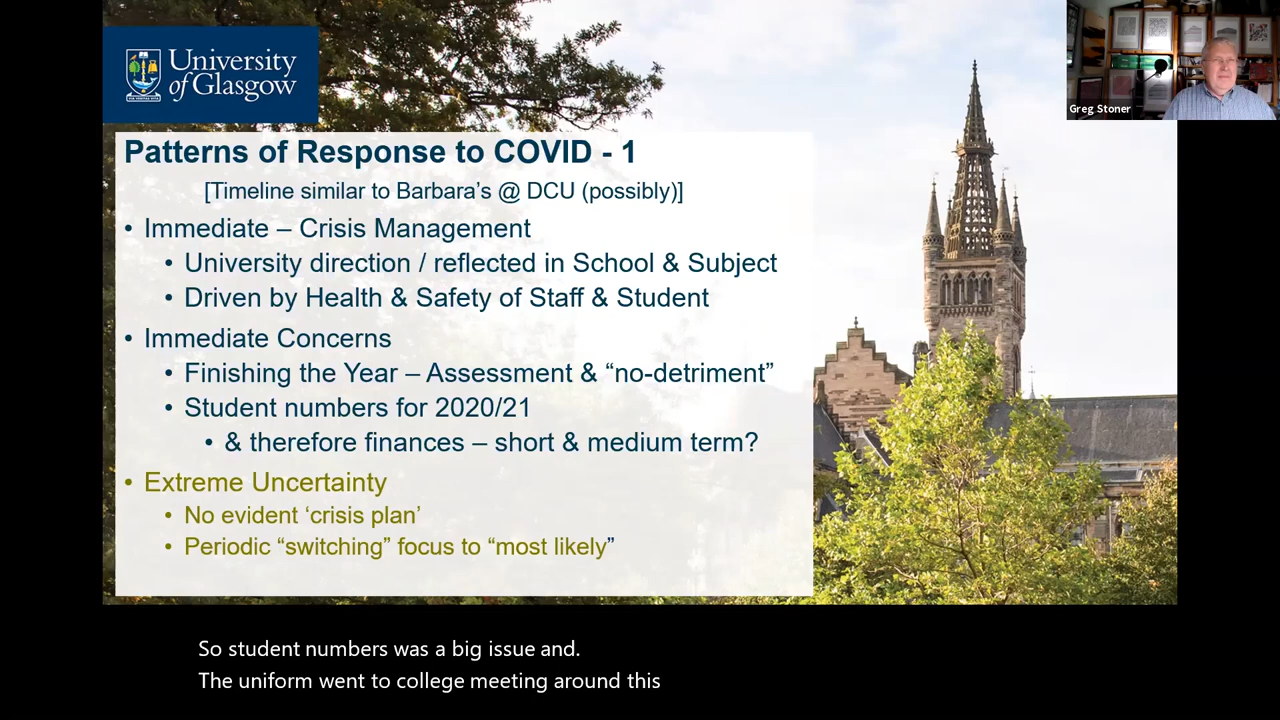 University
of Glasgow
Greg Stoner
Patterns of Response to COVID - 1
[Timeline similar to Barbara's @ DCU (possibly)]
• Immediate – Crisis Management
• University direction / reflected in School & Subject
• Driven by Health & Safety of Staff & Student
• Immediate Concerns
• Finishing the Year – Assessment & “no-detriment”
• Student numbers for 2020/21
• & therefore finances – short & medium term?
• Extreme Uncertainty
• No evident ‘crisis plan’
• Periodic “switching” focus to “most likely”
So student numbers was a big issue and.
The uniform went to college meeting around this